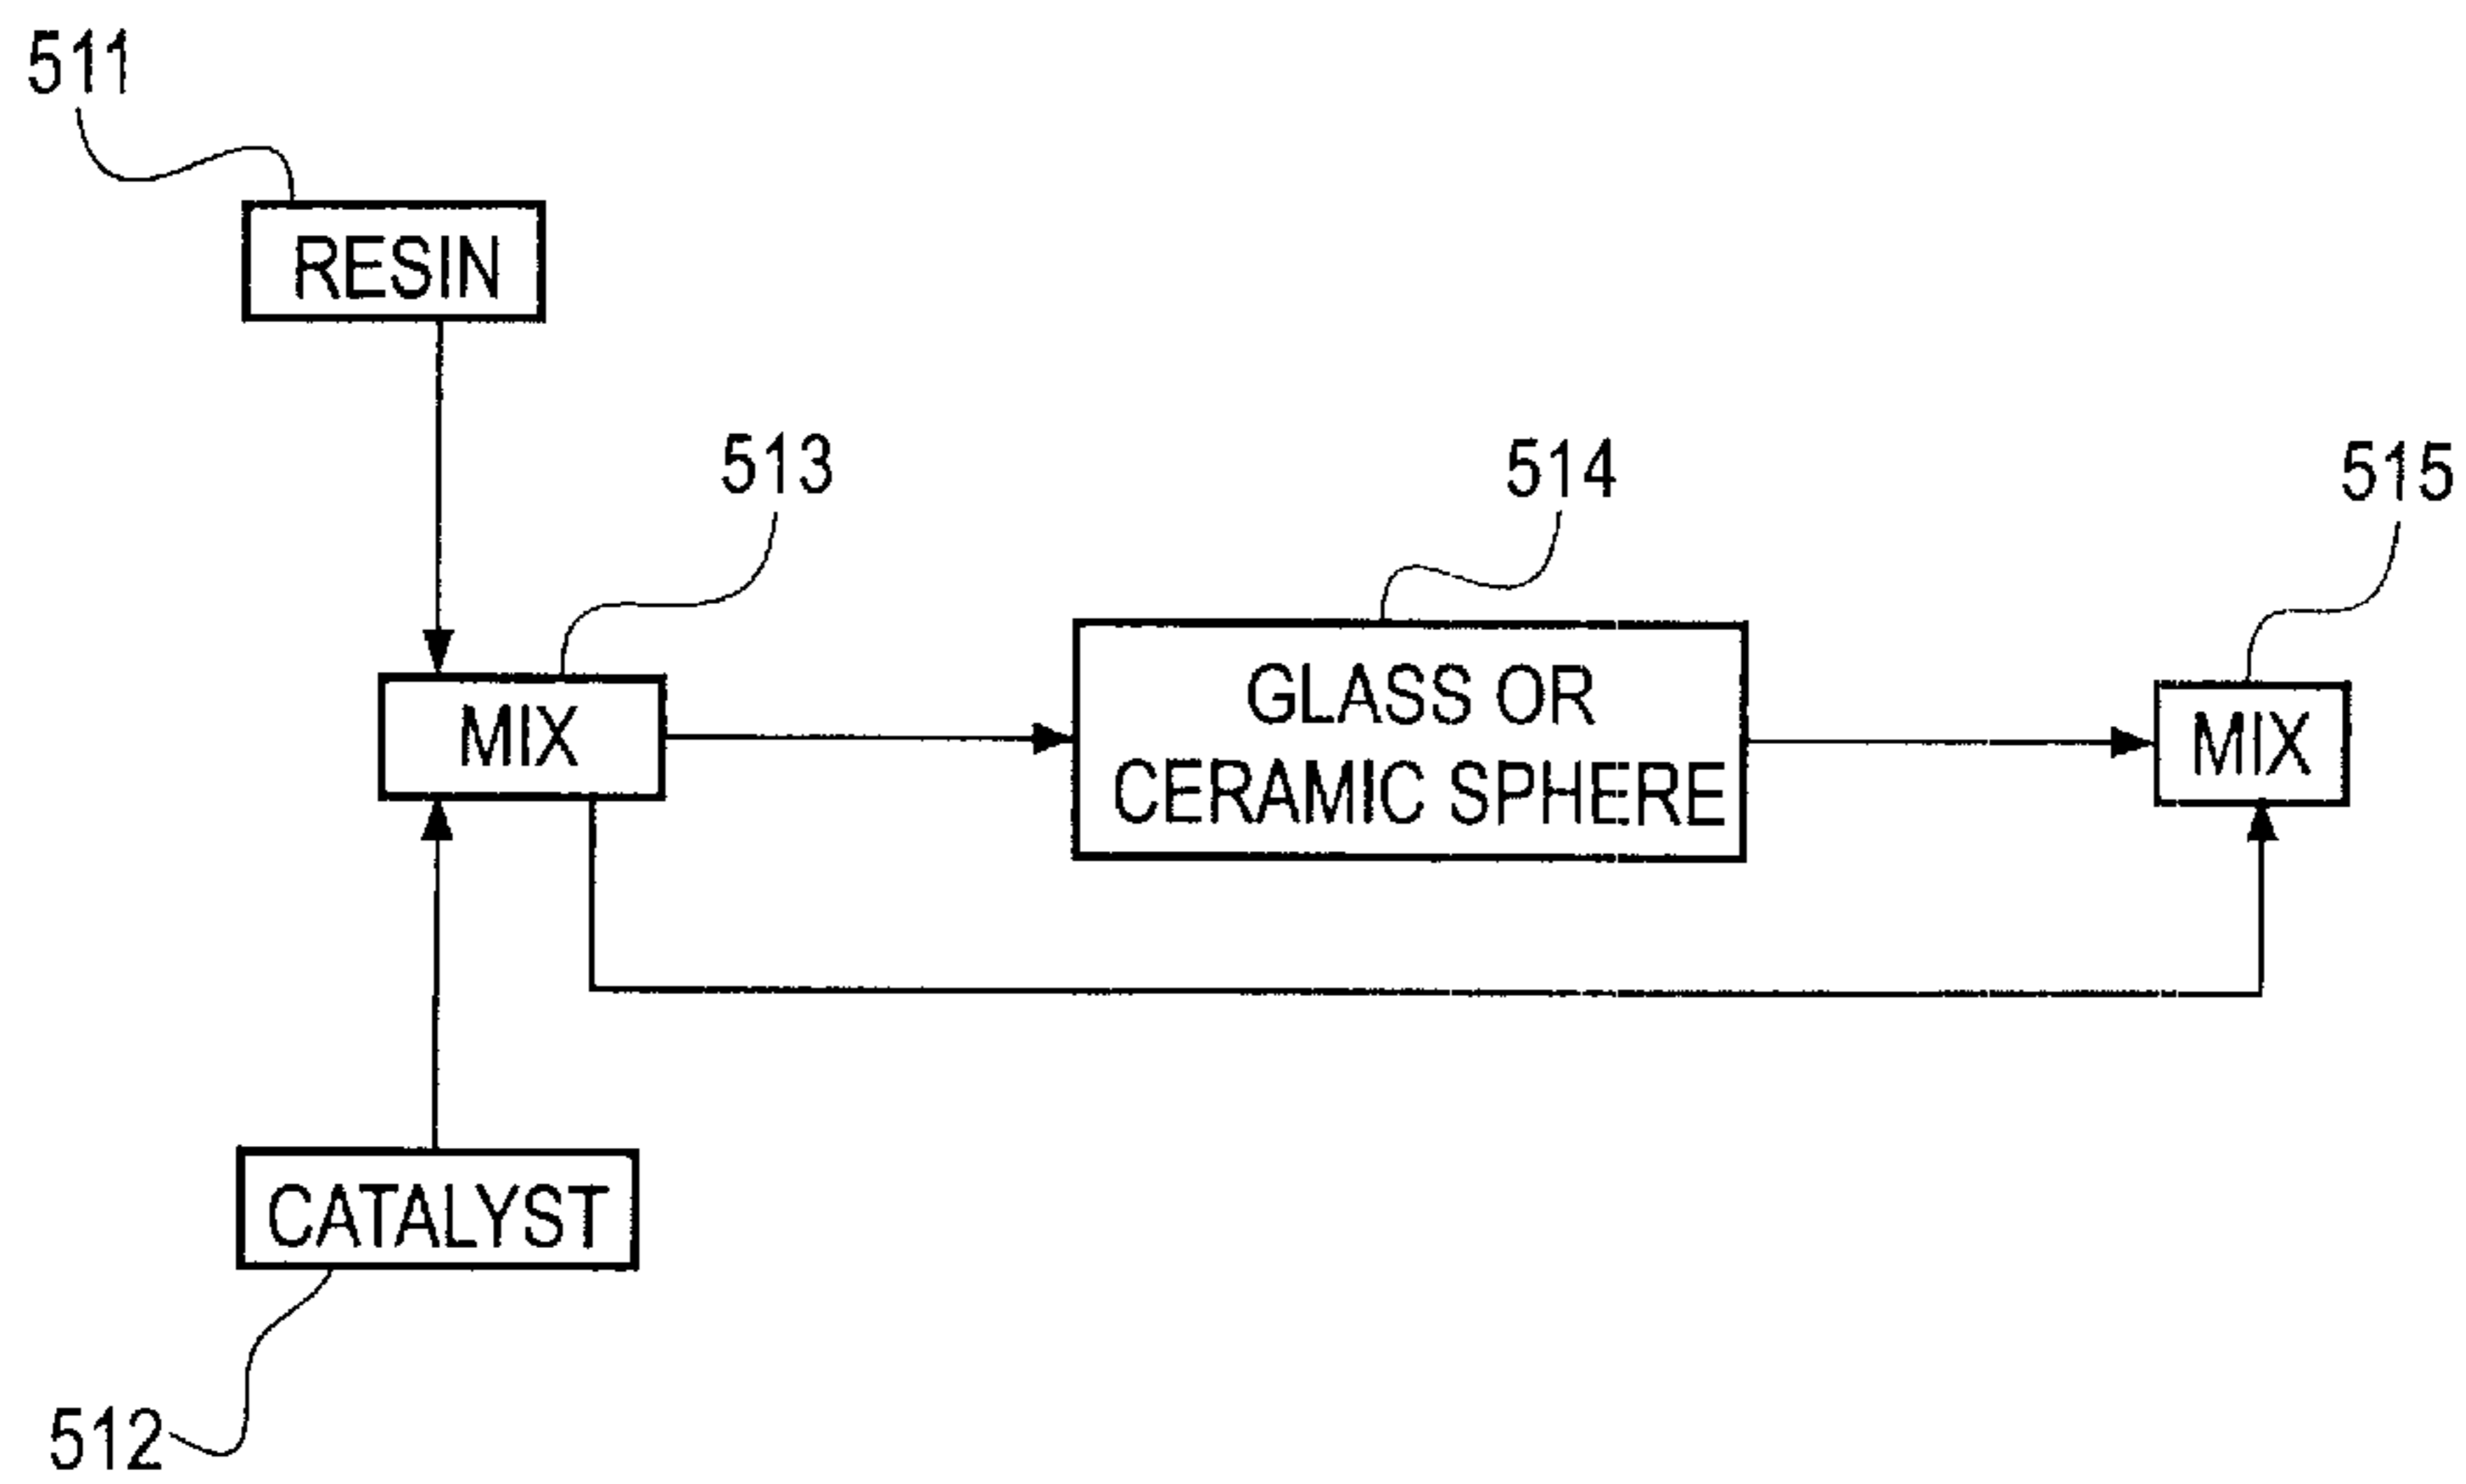 511
RESIN
513
514
515
MIX
GLASS OR
CERAMIC SPHERE
MIX
CATALYST
512